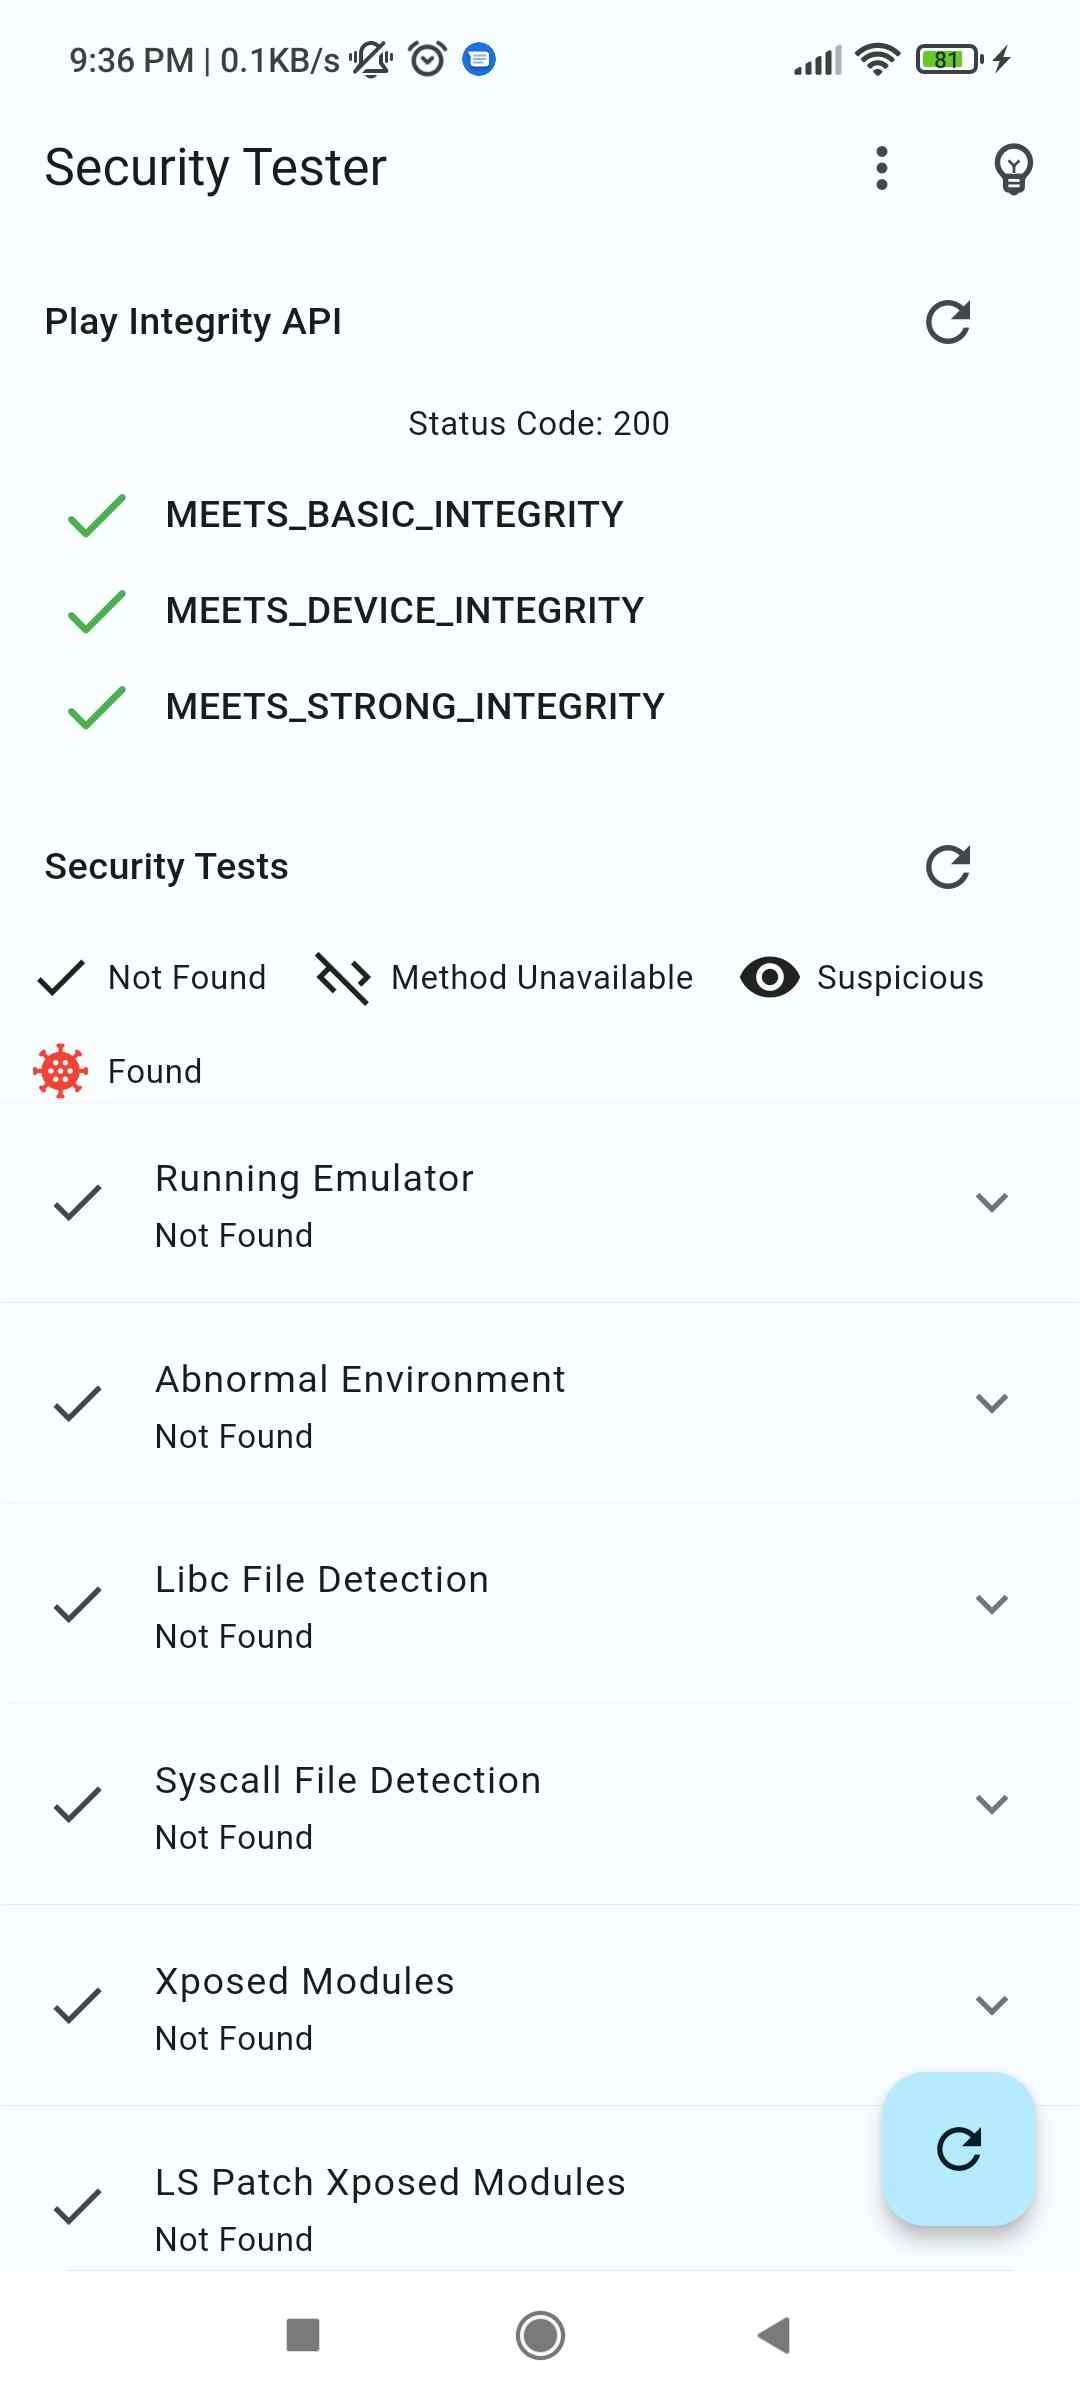 9:36 PM | 0.1KB/s
81
Security Tester
Play Integrity API
Status Code: 200
MEETS_BASIC_INTEGRITY
MEETS_DEVICE_INTEGRITY
MEETS_STRONG_INTEGRITY
Security Tests
Not Found Method Unavailable Suspicious
Found
Running Emulator
Not Found
Abnormal Environment
Not Found
Libc File Detection
Not Found
Syscall File Detection
Not Found
Xposed Modules
Not Found
LS Patch Xposed Modules
Not Found